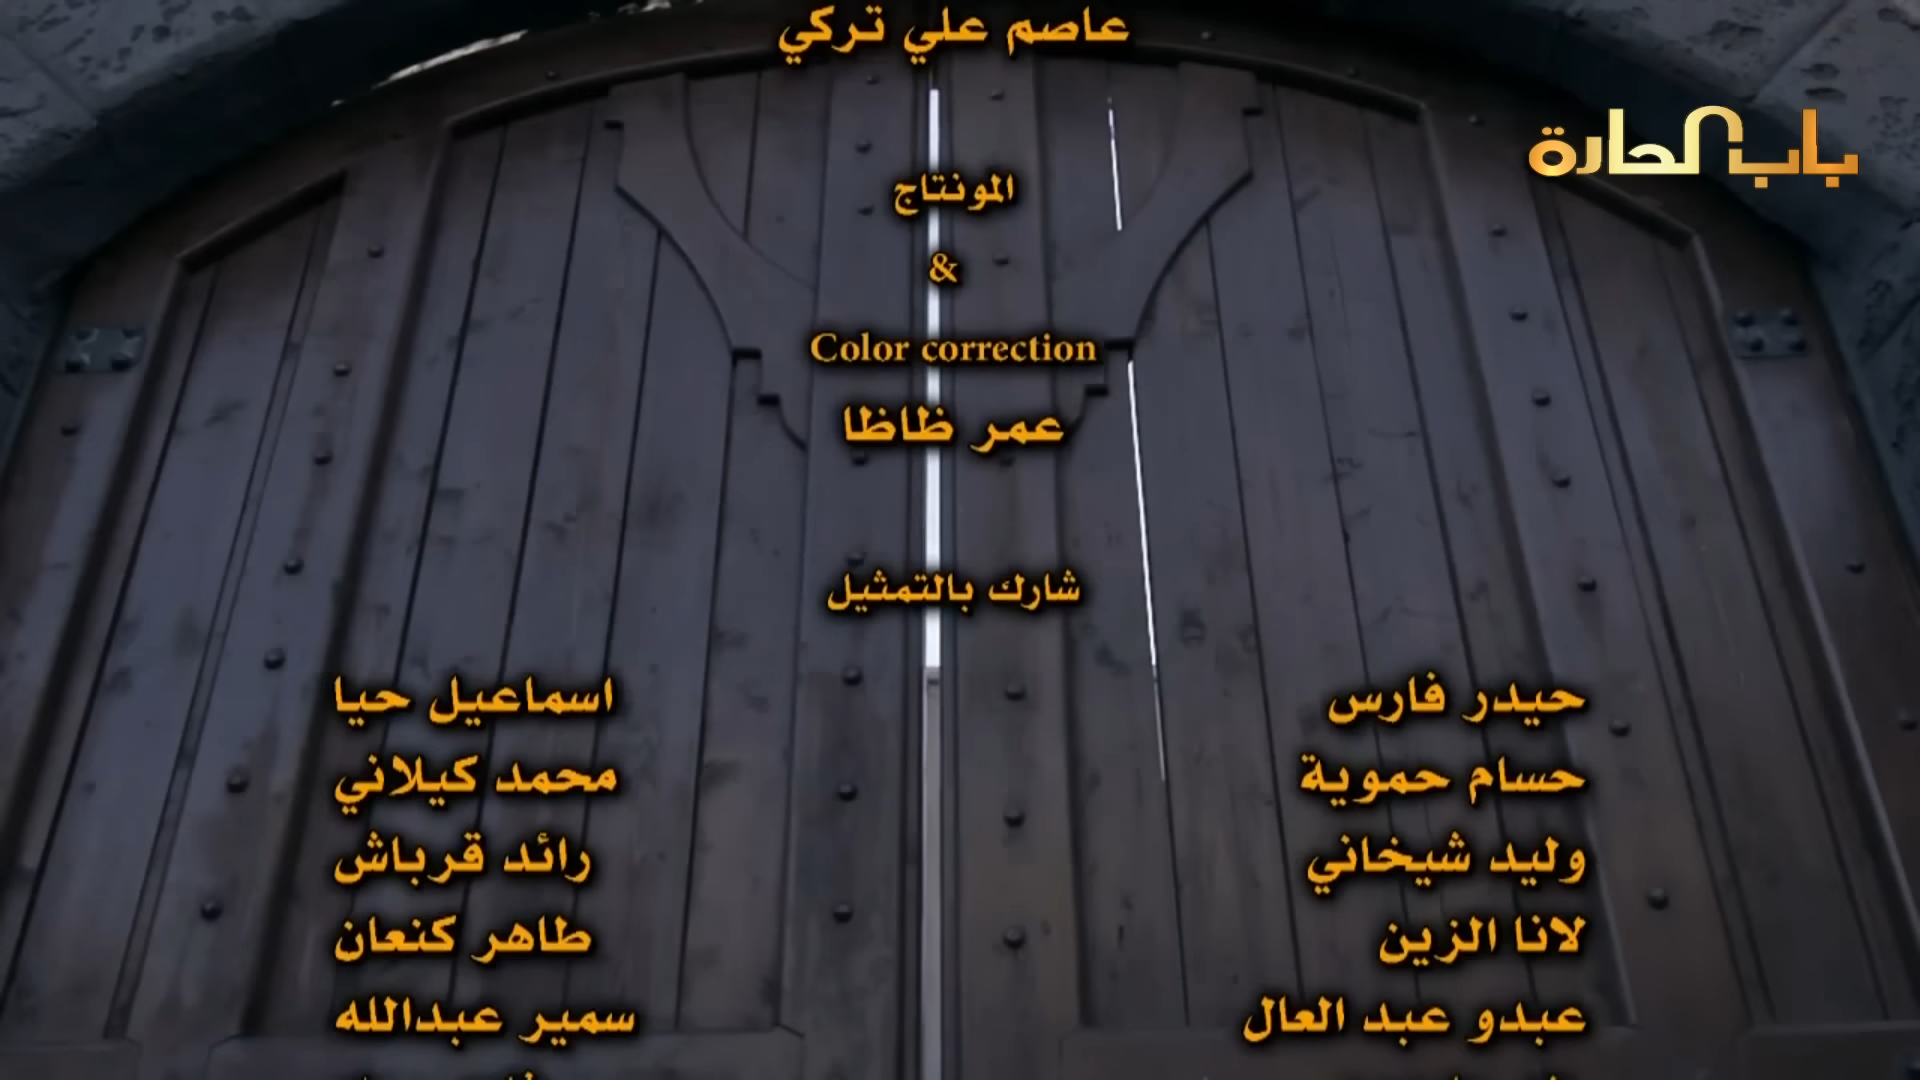 عاصم علي تركي
باب الحارة
المونتاج
&
Color correction
عمر ظاظا
شارك بالتمثيل
حيدر فارس
اسماعيل حيا
حسام حموية
محمد كيلاني
وليد شيخاني
رائد قرباش
لانا الزين
طاهر كنعان
عبدو عبد العال
سمير عبدالله